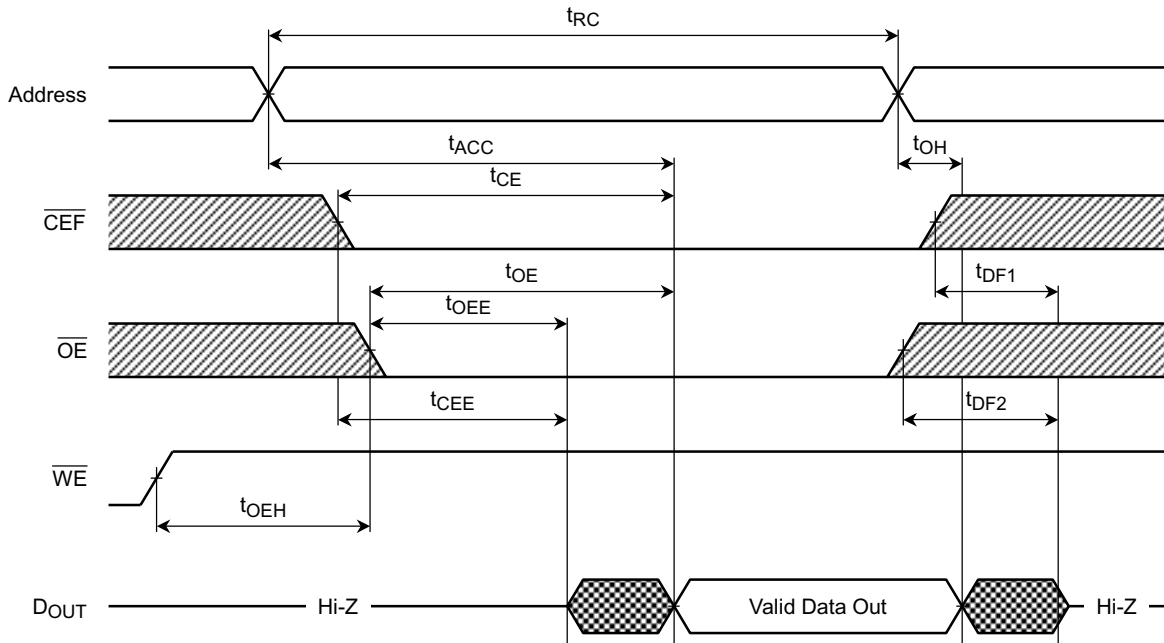 tRC
Address
tACC
tOH
tCE
CEF
tOE
tDF1
tOEE
OE
tCEE
tDF2
WE
tOEH
DOUT
Hi-Z
Valid Data Out
Hi-Z